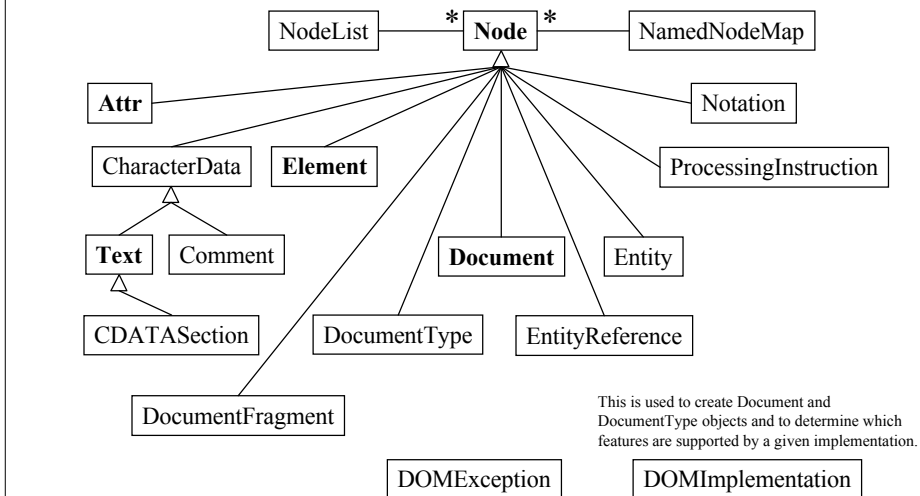 NodeList * Node * NamedNodeMap
Attr Notation
CharacterData Element ProcessingInstruction
Text Comment Document Entity
CDATASection DocumentType EntityReference
DocumentFragment
This is used to create Document and
DocumentType objects and to determine which
features are supported by a given implementation.
DOMException DOMImplementation